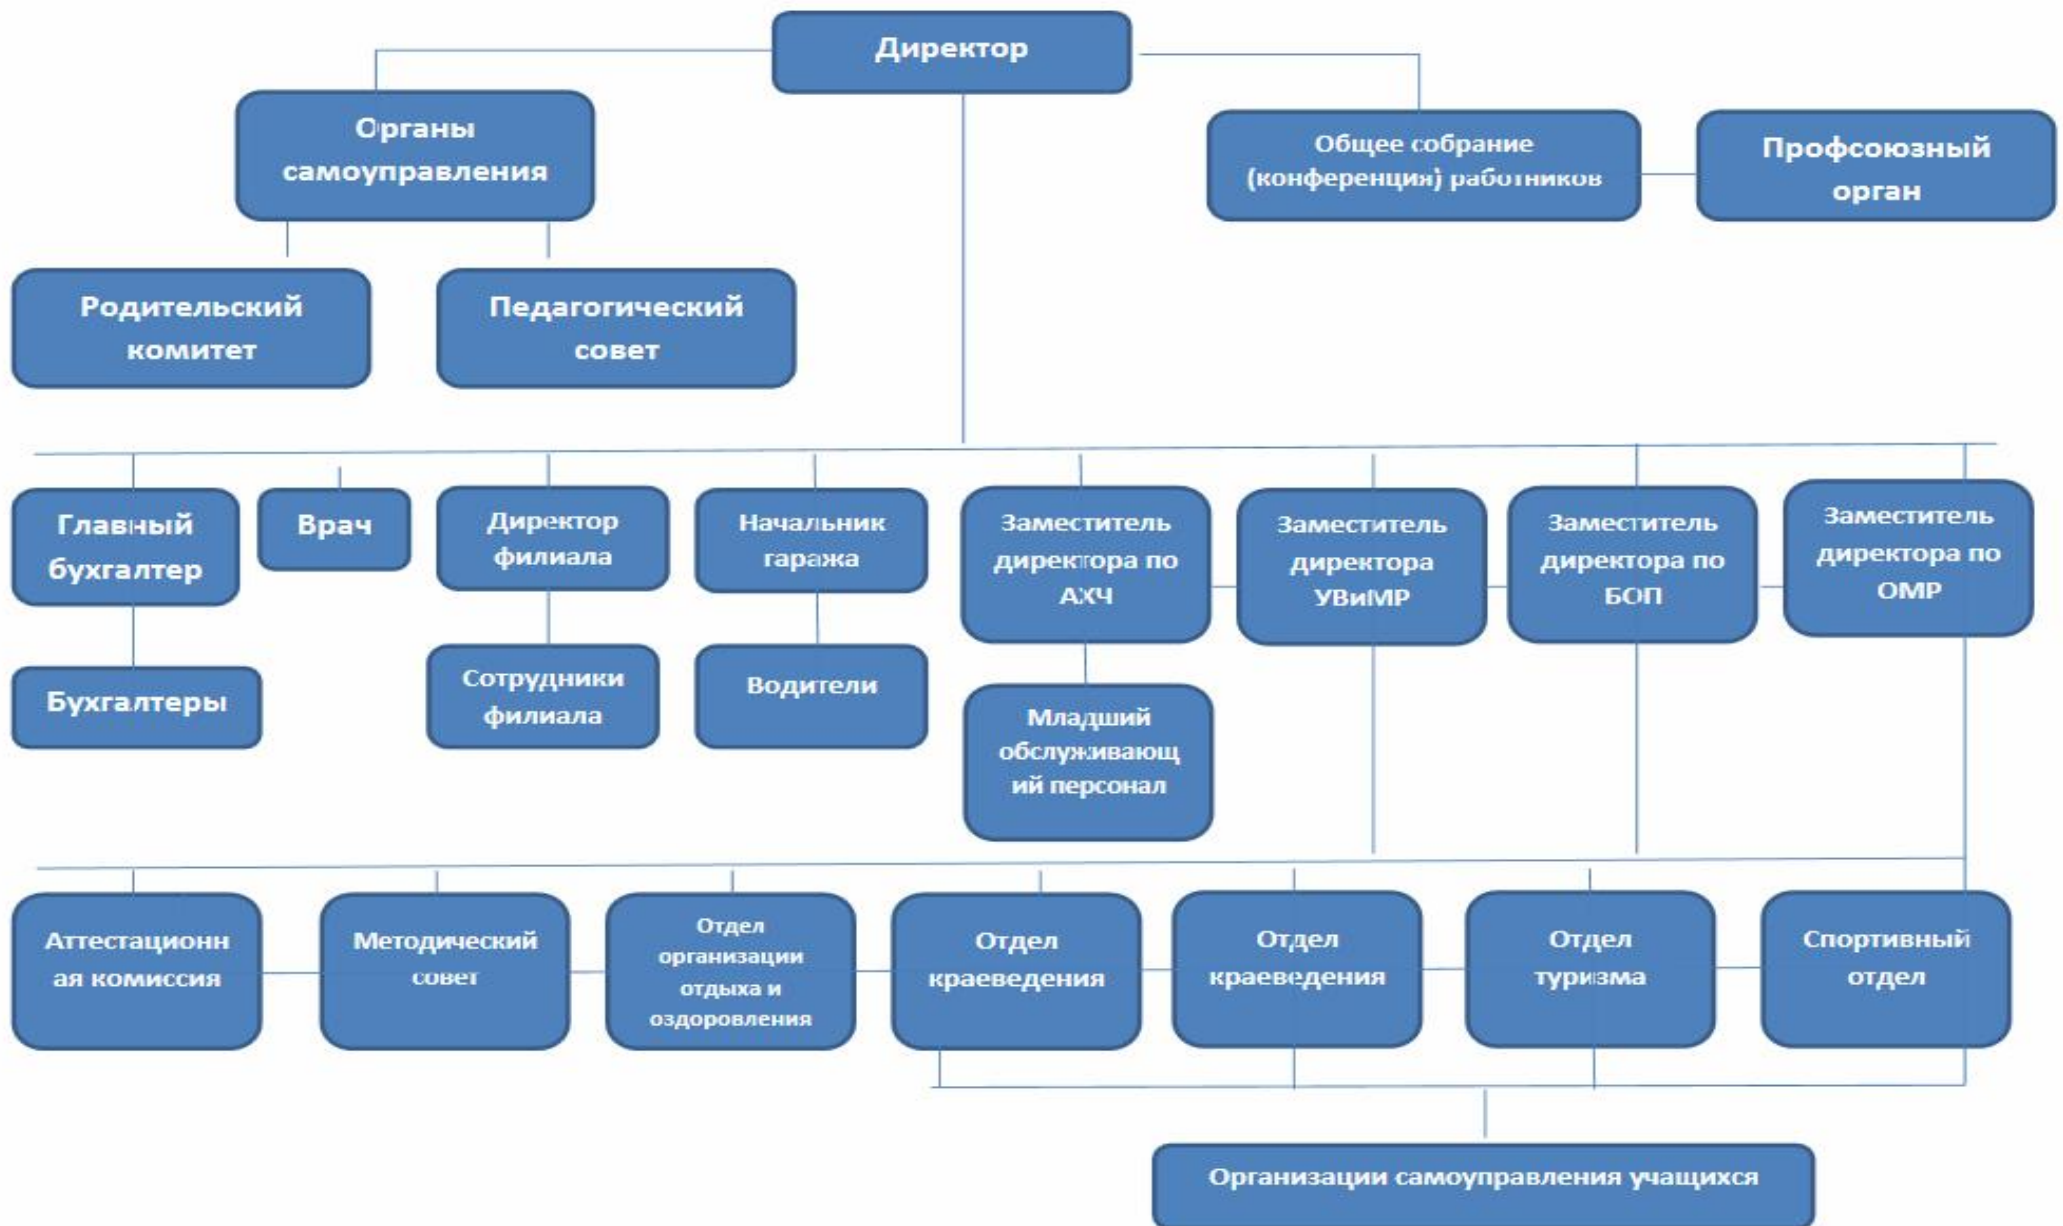 Директор
Органы
самоуправления
Общее собрание
(конференция) работников
Профсоюзный
орган
Родительский
комитет
Педагогический
совет
Главный
бухгалтер
Врач
Директор
филиала
Начальник
гаража
Заместитель
директора по
АХЧ
Заместитель
директора
УВиМР
Заместитель
директора по
БОП
Заместитель
директора по
ОМР
Бухгалтеры
Сотрудники
филиала
Водители
Младший
обслуживающ
ий персонал
Аттестационн
ая комиссия
Методический
совет
Отдел
организации
отдыха и
оздоровления
Отдел
краеведения
Отдел
краеведения
Отдел
туризма
Спортивный
отдел
Организации самоуправления учащихся